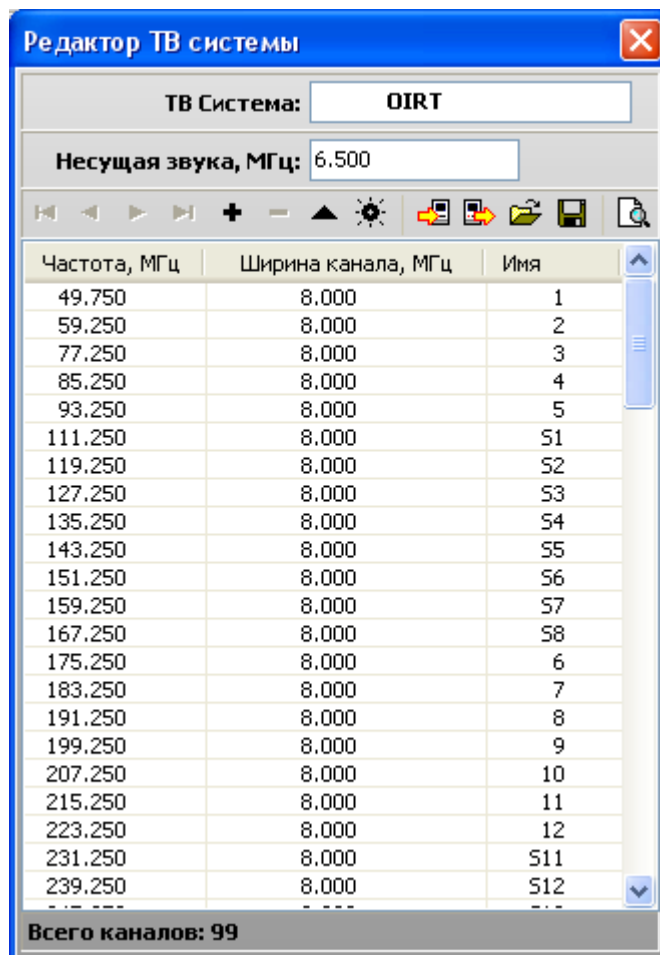 Редактор ТВ системы
ТВ Система: OIRT
Несущая звука, МГц: 6.500
Частота, МГц Ширина канала, МГц Имя
49.750 8.000 1
59.250 8.000 2
77.250 8.000 3
85.250 8.000 4
93.250 8.000 5
111.250 8.000 S1
119.250 8.000 S2
127.250 8.000 S3
135.250 8.000 S4
143.250 8.000 S5
151.250 8.000 S6
159.250 8.000 S7
167.250 8.000 S8
175.250 8.000 6
183.250 8.000 7
191.250 8.000 8
199.250 8.000 9
207.250 8.000 10
215.250 8.000 11
223.250 8.000 12
231.250 8.000 S11
239.250 8.000 S12
Всего каналов: 99